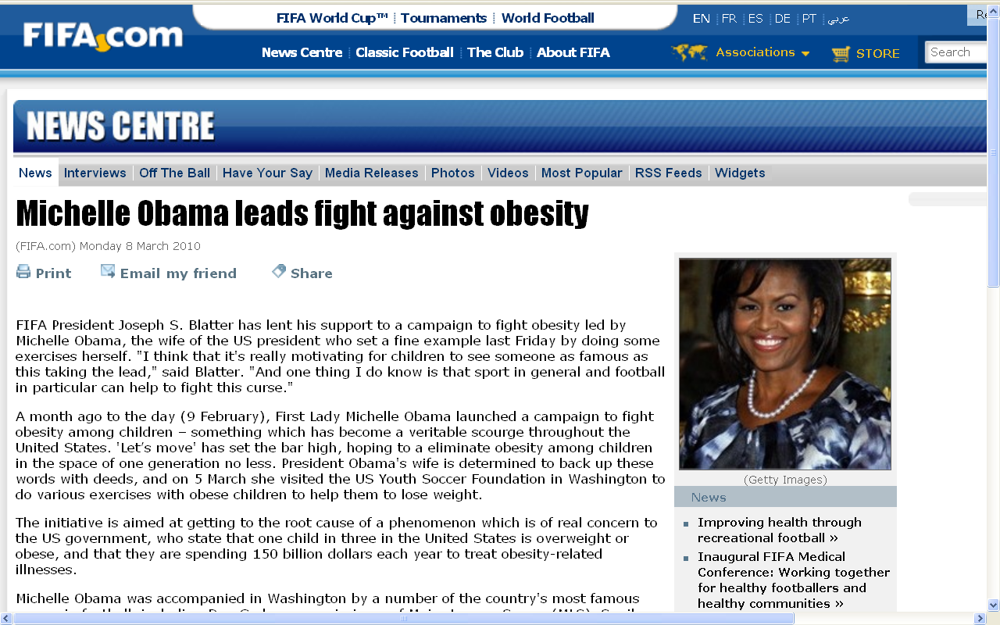 FIFA.com
FIFA World Cup™ Tournaments World Football
EN FR ES DE PT عربي
News Centre Classic Football The Club About FIFA
Associations STORE
Search
NEWS CENTRE
News Interviews Off The Ball Have Your Say Media Releases Photos Videos Most Popular RSS Feeds Widgets
Michelle Obama leads fight against obesity
(FIFA.com) Monday 8 March 2010
Print Email my friend Share
FIFA President Joseph S. Blatter has lent his support to a campaign to fight obesity led by
Michelle Obama, the wife of the US president who set a fine example last Friday by doing some
exercises herself. "I think that it's really motivating for children to see someone as famous as
this taking the lead," said Blatter. "And one thing I do know is that sport in general and football
in particular can help to fight this curse."
A month ago to the day (9 February), First Lady Michelle Obama launched a campaign to fight
obesity among children – something which has become a veritable scourge throughout the
United States. 'Let’s move' has set the bar high, hoping to a eliminate obesity among children
in the space of one generation no less. President Obama's wife is determined to back up these
words with deeds, and on 5 March she visited the US Youth Soccer Foundation in Washington to
do various exercises with obese children to help them to lose weight.
The initiative is aimed at getting to the root cause of a phenomenon which is of real concern to
the US government, who state that one child in three in the United States is overweight or
obese, and that they are spending 150 billion dollars each year to treat obesity-related
illnesses.
Michelle Obama was accompanied in Washington by a number of the country's most famous
(Getty Images)
News
Improving health through
recreational football »
Inaugural FIFA Medical
Conference: Working together
for healthy footballers and
healthy communities »